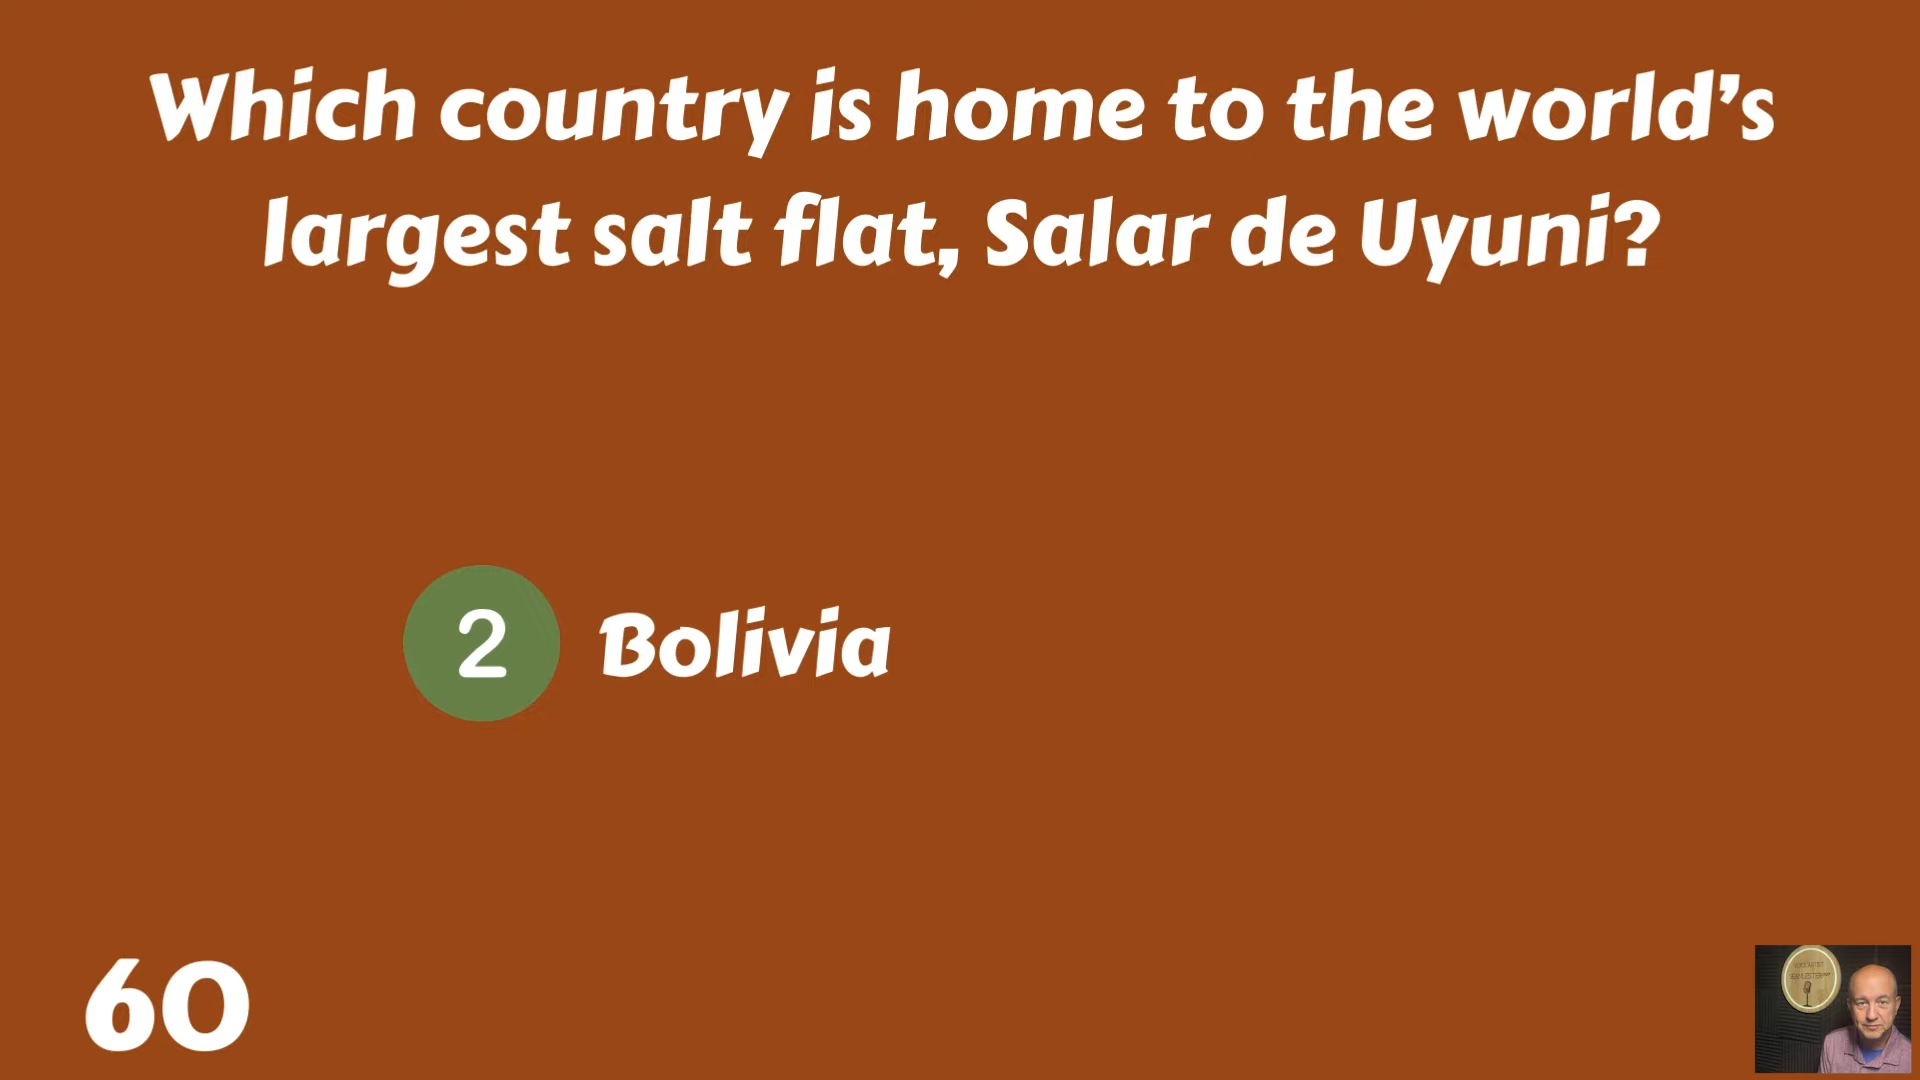 Which country is home to the world's
largest salt flat, Salar de Uyuni?
2 Bolivia
60